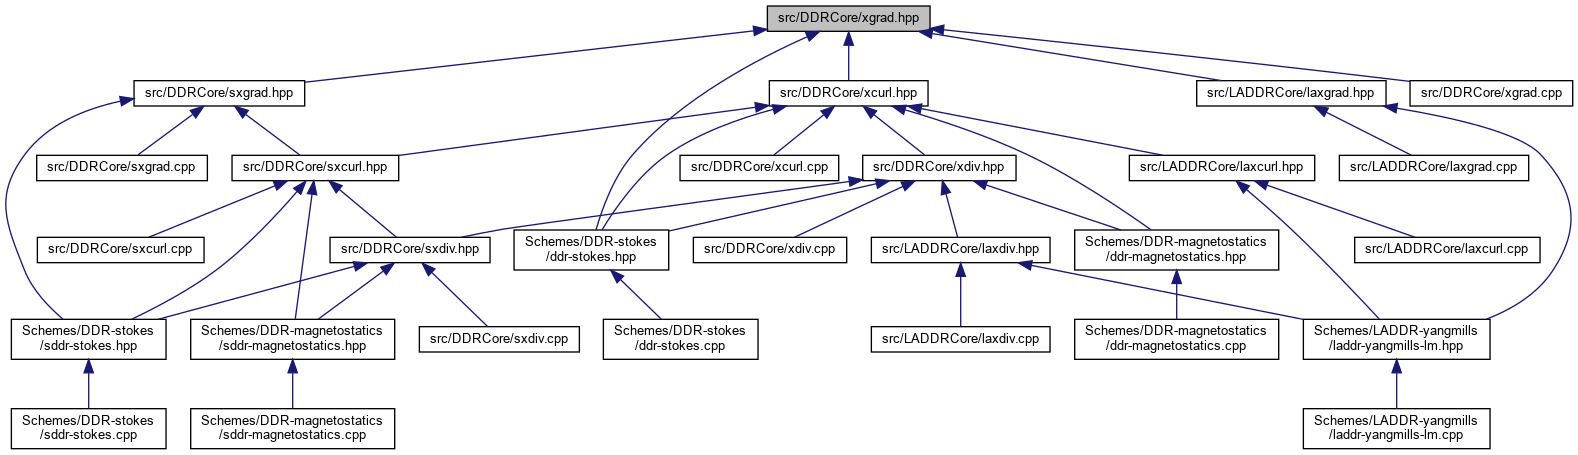 src/DDRCore/xgrad.hpp
src/DDRCore/sxgrad.hpp
src/DDRCore/xcurl.hpp
src/LADDRCore/laxgrad.hpp
src/DDRCore/xgrad.cpp
src/DDRCore/sxgrad.cpp
src/DDRCore/sxcurl.hpp
src/DDRCore/xcurl.cpp
src/DDRCore/xdiv.hpp
src/LADDRCore/laxcurl.hpp
src/LADDRCore/laxgrad.cpp
src/DDRCore/sxcurl.cpp
src/DDRCore/sxdiv.hpp
Schemes/DDR-stokes
/ddr-stokes.hpp
src/DDRCore/xdiv.cpp
src/LADDRCore/laxdiv.hpp
Schemes/DDR-magnetostatics
/ddr-magnetostatics.hpp
src/LADDRCore/laxcurl.cpp
Schemes/DDR-stokes
/sddr-stokes.hpp
Schemes/DDR-magnetostatics
/sddr-magnetostatics.hpp
src/DDRCore/sxdiv.cpp
Schemes/DDR-stokes
/ddr-stokes.cpp
src/LADDRCore/laxdiv.cpp
Schemes/DDR-magnetostatics
/ddr-magnetostatics.cpp
Schemes/LADDR-yangmills
/laddr-yangmills-lm.hpp
Schemes/DDR-stokes
/sddr-stokes.cpp
Schemes/DDR-magnetostatics
/sddr-magnetostatics.cpp
Schemes/LADDR-yangmills
/laddr-yangmills-lm.cpp